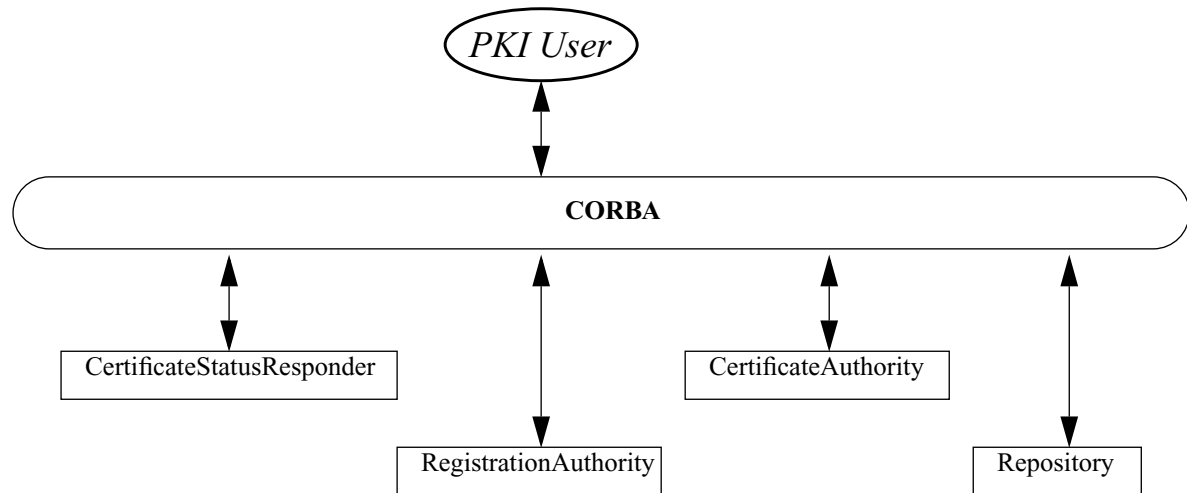 PKI User
CORBA
CertificateStatusResponder
CertificateAuthority
RegistrationAuthority
Repository